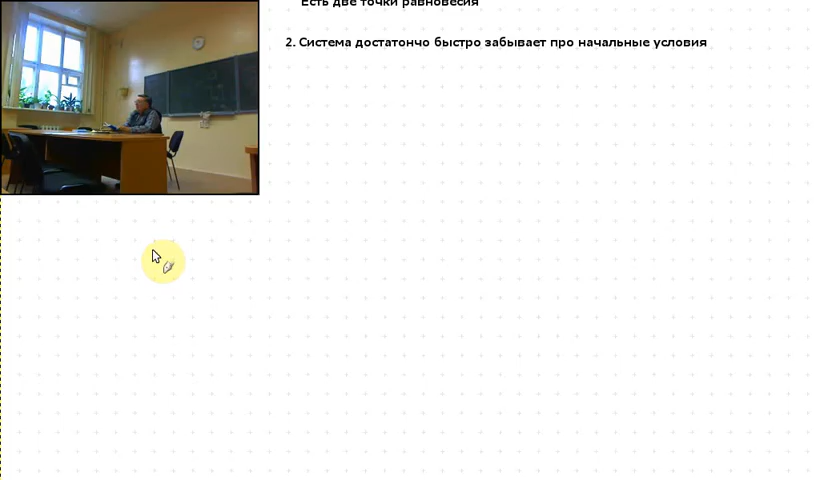 Есть две точки равновесия
2. Система достатончо быстро забывает про начальные условия